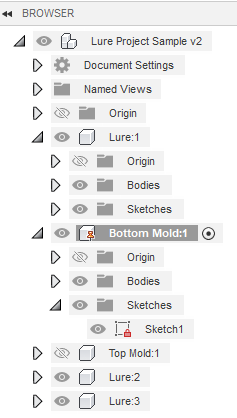 BROWSER
Lure Project Sample v2
Document Settings
Named Views
Origin
Lure:1
Origin
Bodies
Sketches
Bottom Mold:1
Origin
Bodies
Sketches
Sketch1
Top Mold:1
Lure:2
Lure:3